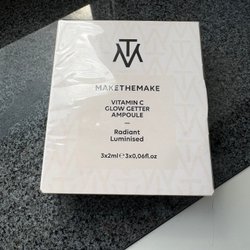 MAKETHEMAKE
VITAMIN C
GLOW GETTER
AMPOULE
Radiant
Luminised
3x2ml℮3x0,06fl.oz